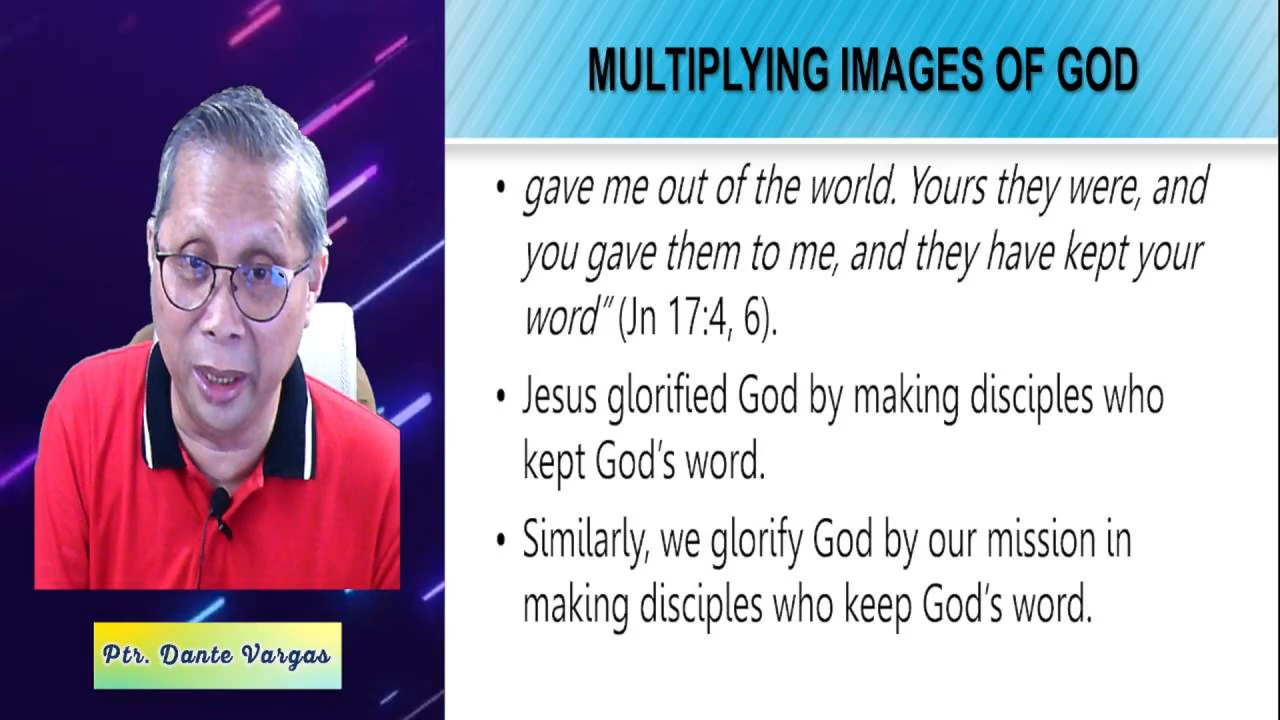 MULTIPLYING IMAGES OF GOD
• gave me out of the world. Yours they were, and
you gave them to me, and they have kept your
word” (Jn 17:4, 6).
• Jesus glorified God by making disciples who
kept God’s word.
• Similarly, we glorify God by our mission in
making disciples who keep God’s word.
Ptr. Dante Vargas